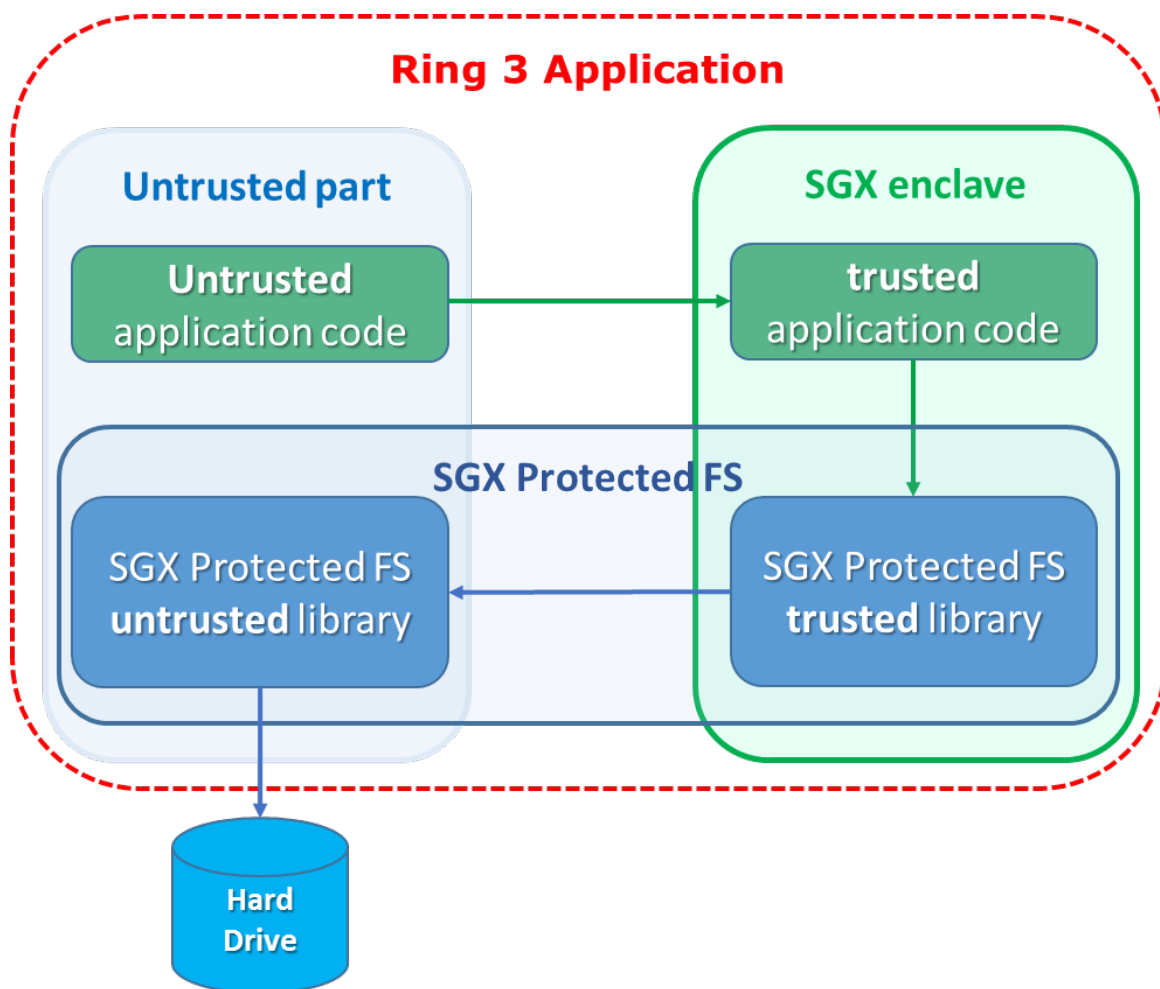 Ring 3 Application
Untrusted part
SGX enclave
Untrusted
application code
trusted
application code
SGX Protected FS
SGX Protected FS
untrusted library
SGX Protected FS
trusted library
Hard
Drive